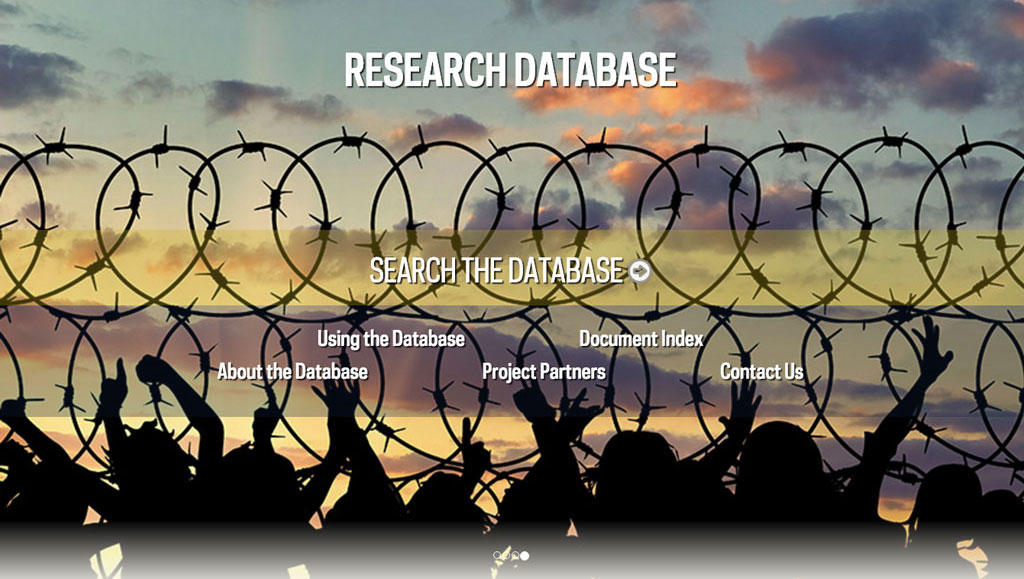 RESEARCH DATABASE
SEARCH THE DATABASE
Using the Database Document Index
About the Database Project Partners Contact Us